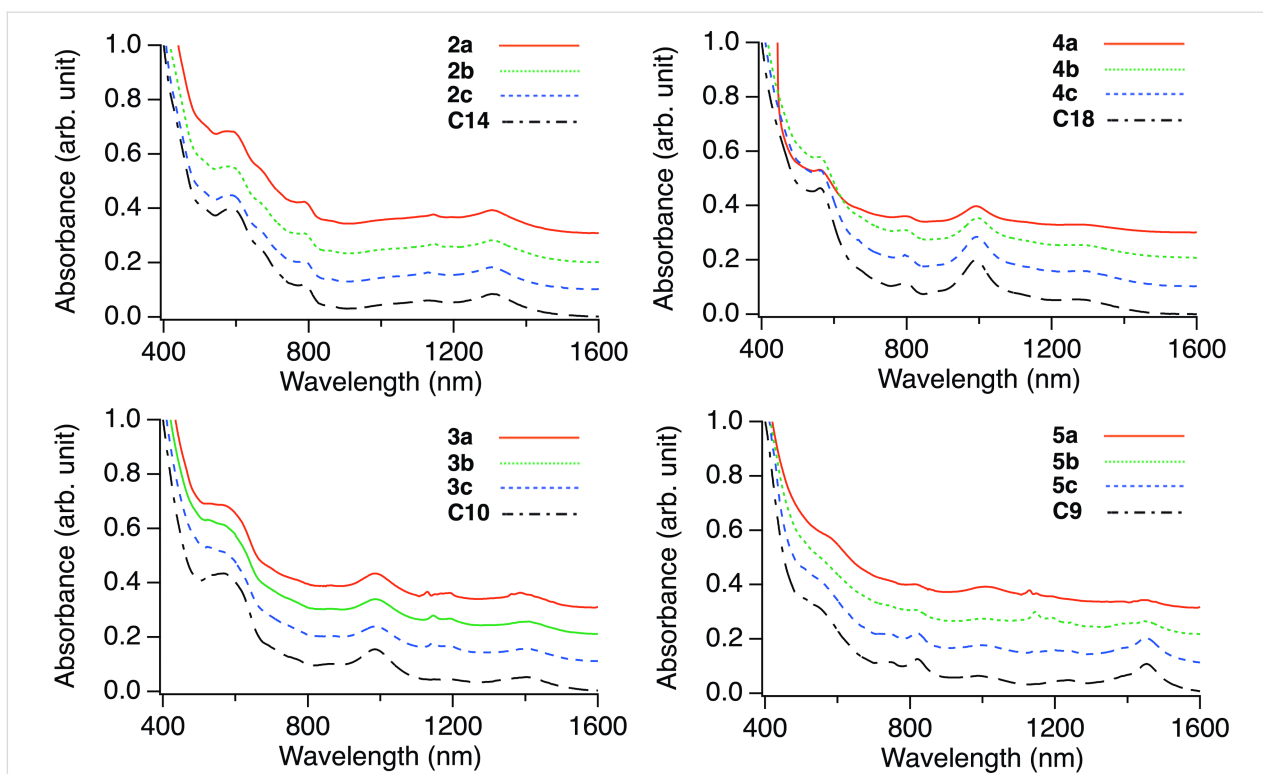 1.0
0.8
0.6
0.4
0.2
0.0
Absorbance (arb. unit)
400 800 1200 1600
Wavelength (nm)
2a
2b
2c
C14
1.0
0.8
0.6
0.4
0.2
0.0
Absorbance (arb. unit)
400 800 1200 1600
Wavelength (nm)
4a
4b
4c
C18
1.0
0.8
0.6
0.4
0.2
0.0
Absorbance (arb. unit)
400 800 1200 1600
Wavelength (nm)
3a
3b
3c
C10
1.0
0.8
0.6
0.4
0.2
0.0
Absorbance (arb. unit)
400 800 1200 1600
Wavelength (nm)
5a
5b
5c
C9